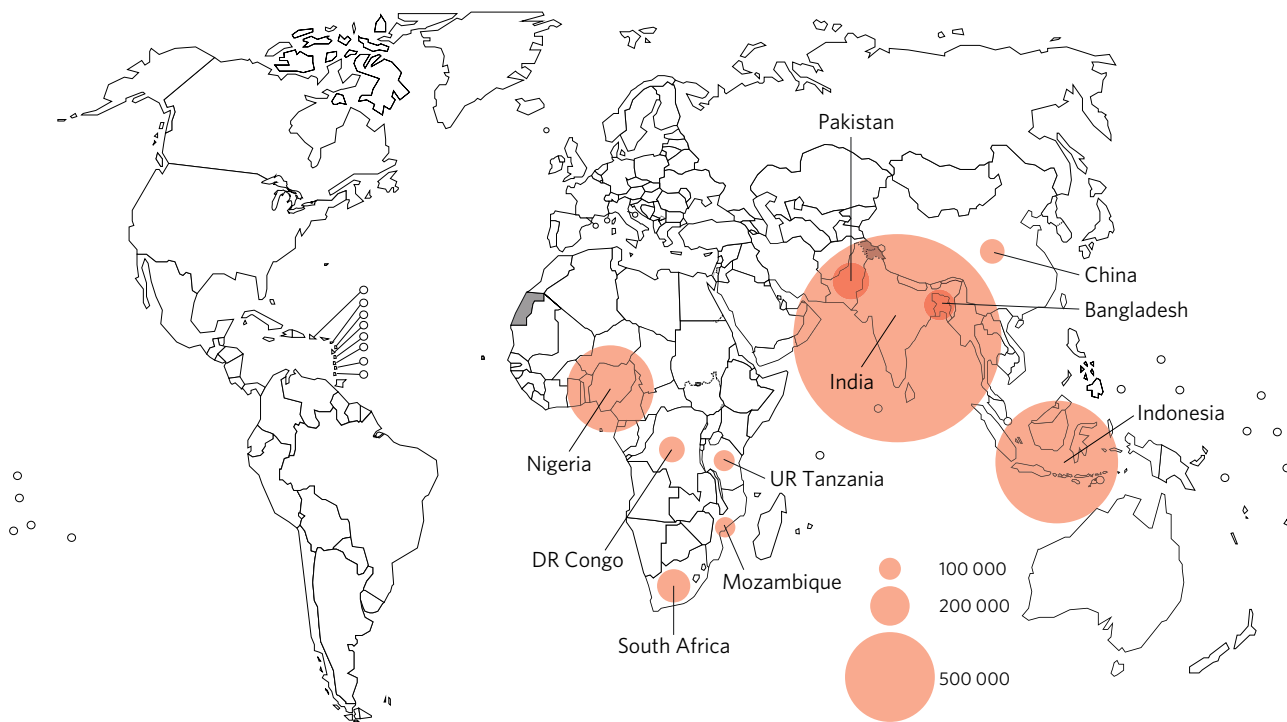 Pakistan
China
Bangladesh
India
Indonesia
Nigeria
UR Tanzania
DR Congo
Mozambique
South Africa
100 000
200 000
500 000